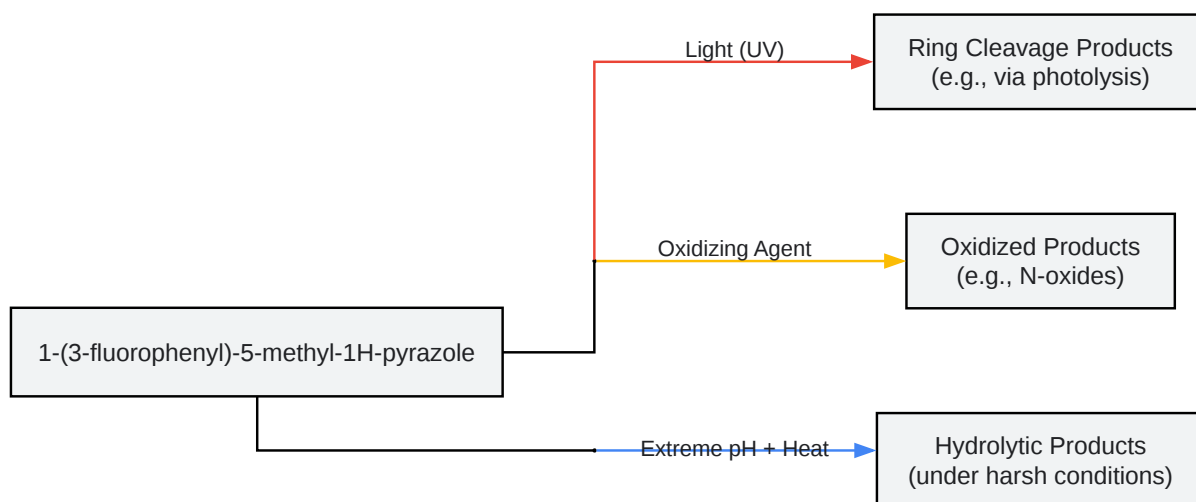 Light (UV)
Ring Cleavage Products
(e.g., via photolysis)
Oxidizing Agent
Oxidized Products
(e.g., N-oxides)
1-(3-fluorophenyl)-5-methyl-1H-pyrazole
Extreme pH + Heat
Hydrolytic Products
(under harsh conditions)